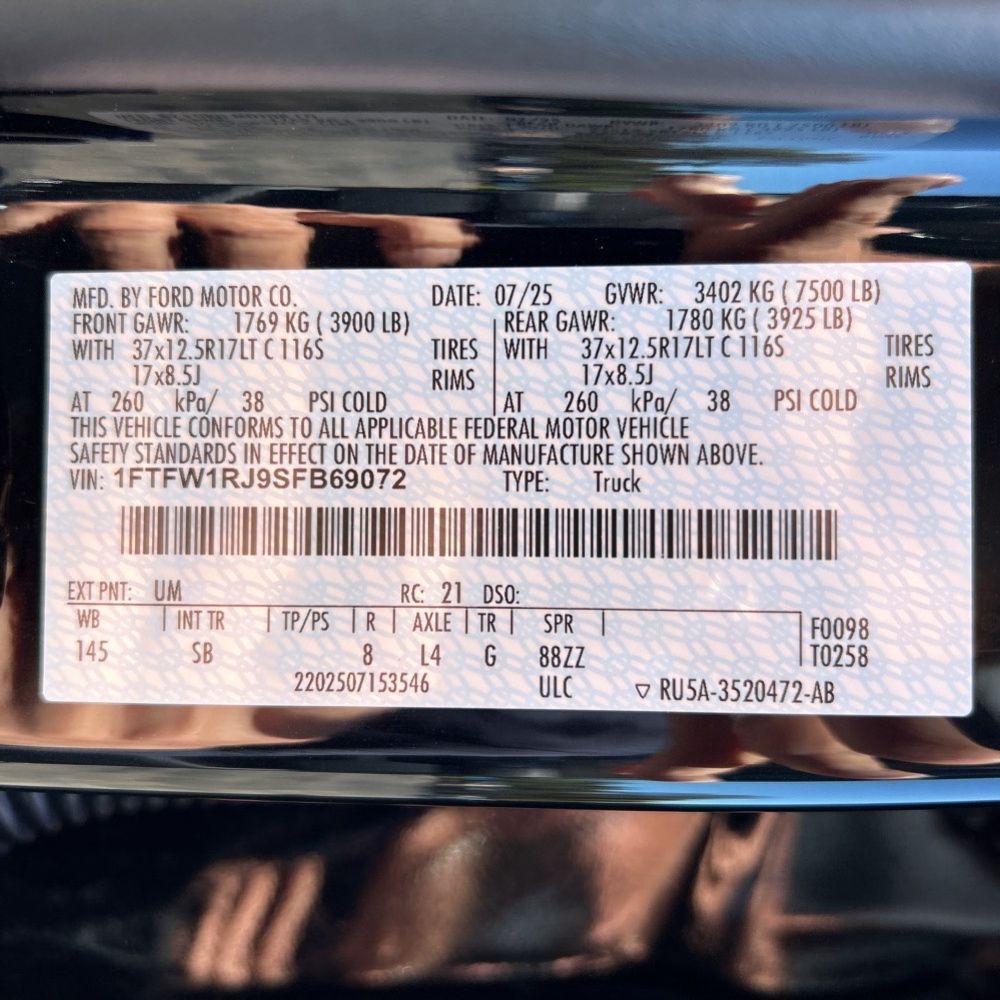 MFD. BY FORD MOTOR CO. DATE: 07/25 GVWR: 3402 KG ( 7500 LB)
FRONT GAWR: 1769 KG ( 3900 LB) REAR GAWR: 1780 KG ( 3925 LB)
WITH 37x12.5R17LT C 116S TIRES WITH 37x12.5R17LT C 116S TIRES
17x8.5J RIMS 17x8.5J RIMS
AT 260 kPa/ 38 PSI COLD AT 260 kPa/ 38 PSI COLD
THIS VEHICLE CONFORMS TO ALL APPLICABLE FEDERAL MOTOR VEHICLE
SAFETY STANDARDS IN EFFECT ON THE DATE OF MANUFACTURE SHOWN ABOVE.
VIN: 1FTFW1RJ9SFB69072 TYPE: Truck
EXT PNT: UM RC: 21 DSO:
WB INT TR TP/PS R AXLE TR SPR F0098
145 SB 8 L4 G 88ZZ T0258
2202507153546 ULC ▽ RU5A-3520472-AB